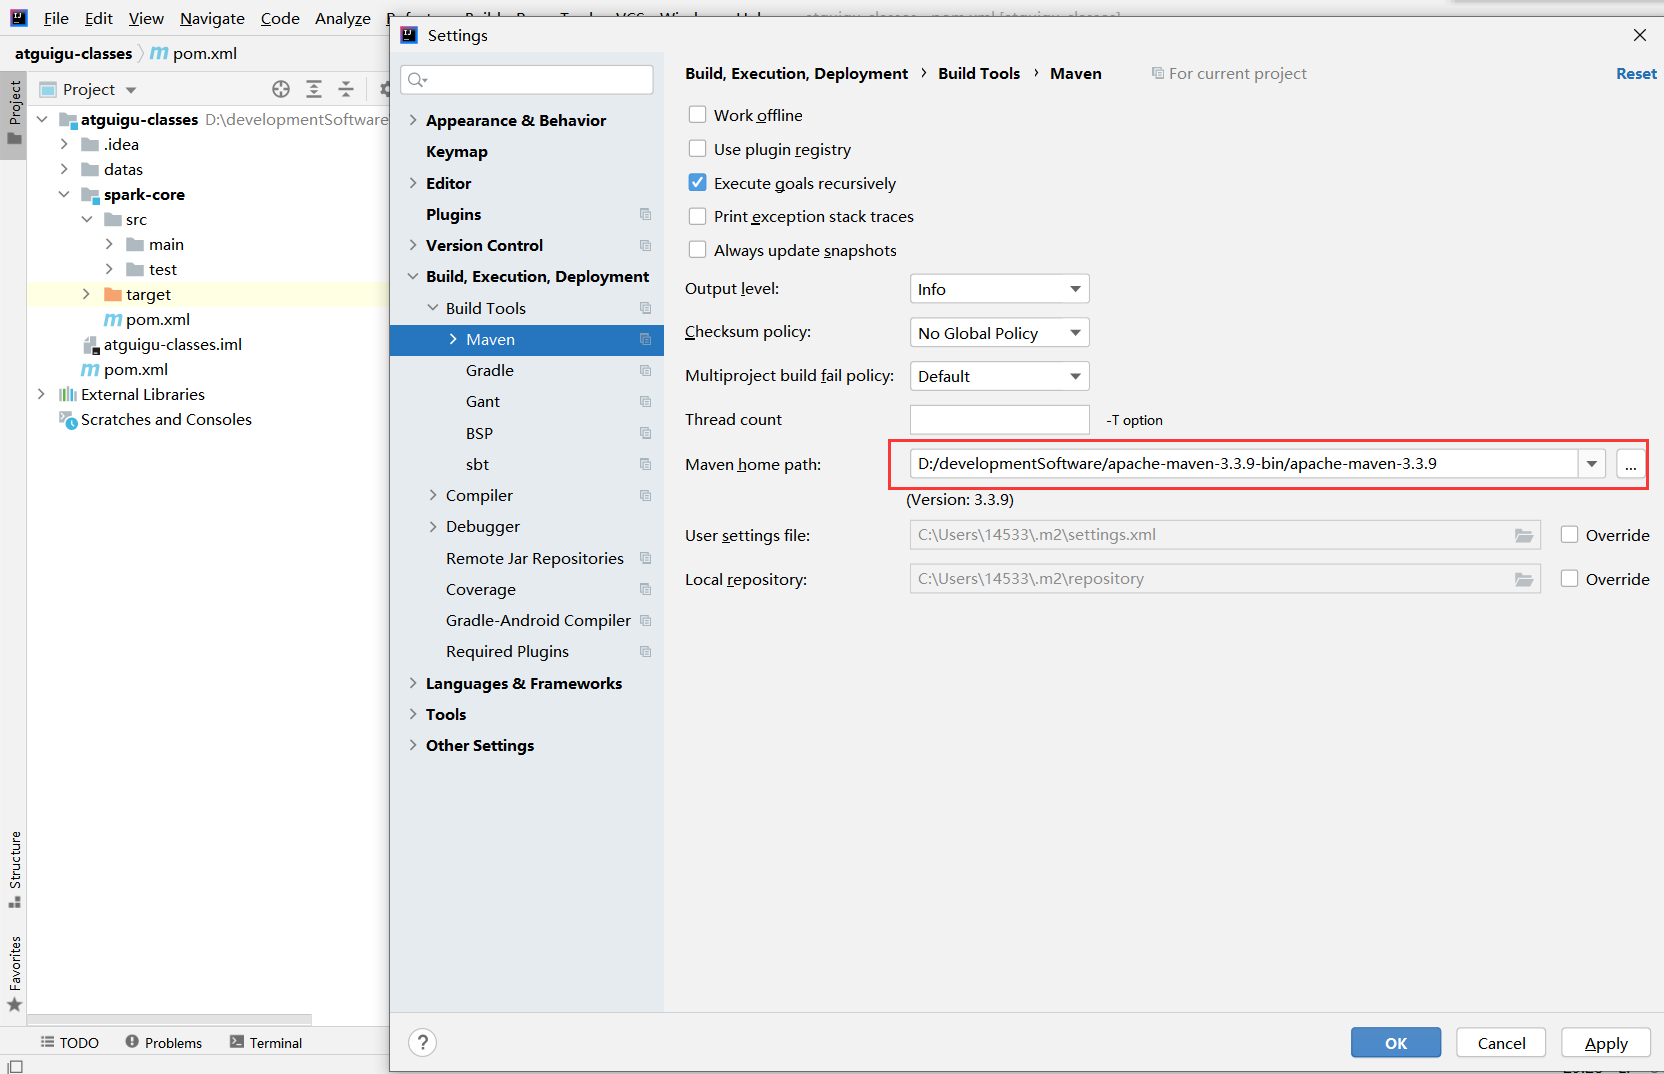 File Edit View Navigate Code Analyze
Settings
atguigu-classes pom.xml
Project
Project
atguigu-classes D:\developmentSoftware
.idea
datas
spark-core
src
main
test
target
pom.xml
atguigu-classes.iml
pom.xml
External Libraries
Scratches and Consoles
Structure
Favorites
TODO Problems Terminal
Appearance & Behavior
Keymap
Editor
Plugins
Version Control
Build, Execution, Deployment
Build Tools
Maven
Gradle
Gant
BSP
sbt
Compiler
Debugger
Remote Jar Repositories
Coverage
Gradle-Android Compiler
Required Plugins
Languages & Frameworks
Tools
Other Settings
Build, Execution, Deployment › Build Tools › Maven For current project Reset
Work offline
Use plugin registry
Execute goals recursively
Print exception stack traces
Always update snapshots
Output level: Info
Checksum policy: No Global Policy
Multiproject build fail policy: Default
Thread count -T option
Maven home path: D:/developmentSoftware/apache-maven-3.3.9-bin/apache-maven-3.3.9 ...
(Version: 3.3.9)
User settings file: C:\Users\14533\.m2\settings.xml Override
Local repository: C:\Users\14533\.m2\repository Override
? OK Cancel Apply